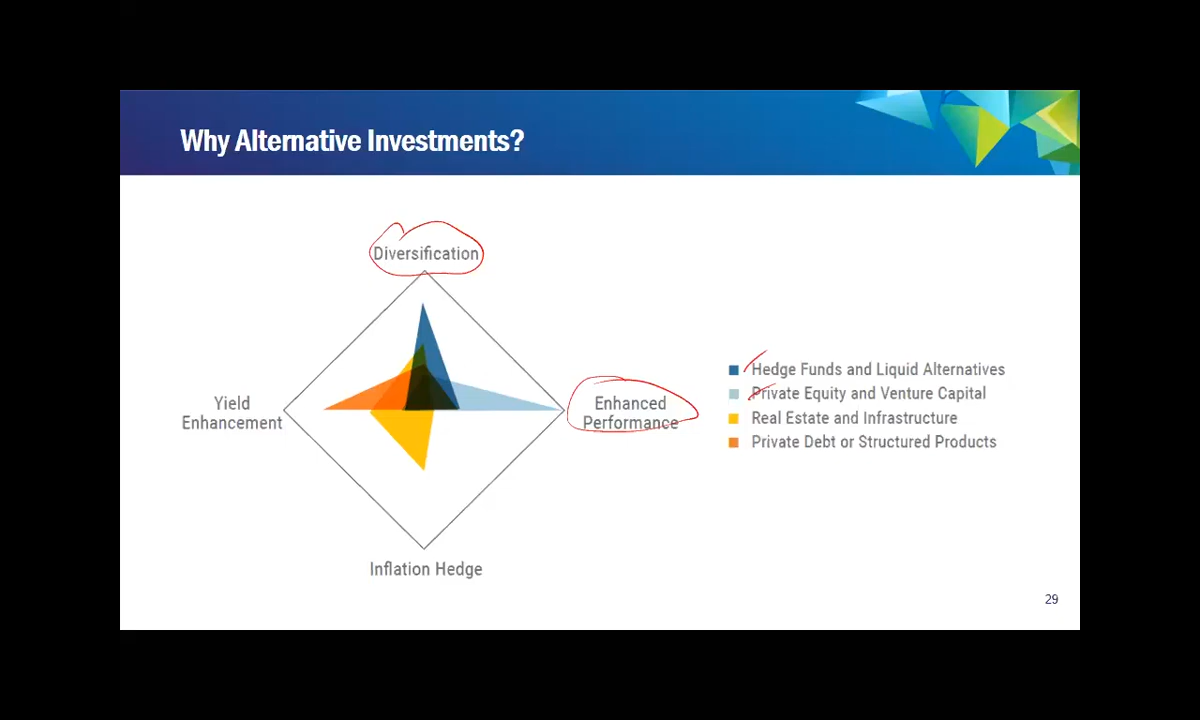 Why Alternative Investments?
Diversification
Yield
Enhancement
Enhanced
Performance
Inflation Hedge
Hedge Funds and Liquid Alternatives
Private Equity and Venture Capital
Real Estate and Infrastructure
Private Debt or Structured Products
29